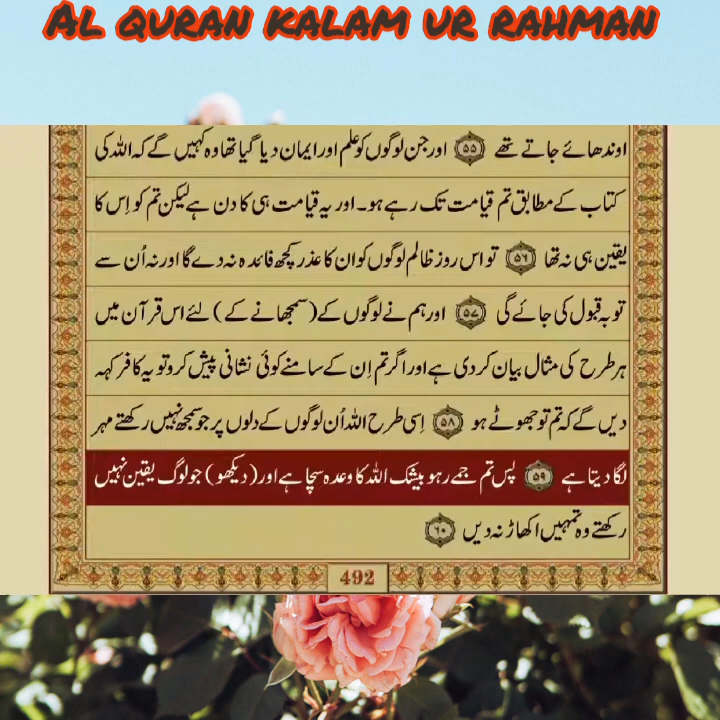 AL QURAN KALAM UR RAHMAN
اوندھائے جاتے تھے ﴿۵۵﴾ اور جن لوگوں کو علم اور ایمان دیا گیا تھا وہ کہیں گے کہ اللہ کی
کتاب کے مطابق تم قیامت تک رہے ہو۔ اور یہ قیامت ہی کا دن ہے لیکن تم کو اِس کا
یقین ہی نہ تھا ﴿۵۶﴾ تو اس روز ظالم لوگوں کو ان کا عذر کچھ فائدہ نہ دے گا اور نہ اُن سے
توبہ قبول کی جائے گی ﴿۵۷﴾ اور ہم نے لوگوں کے (سمجھانے کے) لئے اس قرآن میں
ہر طرح کی مثال بیان کر دی ہے اور اگر تم اِن کے سامنے کوئی نشانی پیش کرو تو یہ کافر کہہ
دیں گے کہ تم تو جھوٹے ہو ﴿۵۸﴾ اِسی طرح اللہ اُن لوگوں کے دلوں پر جو سمجھ نہیں رکھتے مہر
لگا دیتا ہے ﴿۵۹﴾ پس تم جمے رہو بیشک اللہ کا وعدہ سچا ہے اور (دیکھو) جو لوگ یقین نہیں
رکھتے وہ تمہیں اکھاڑ نہ دیں ﴿۶۰﴾
492